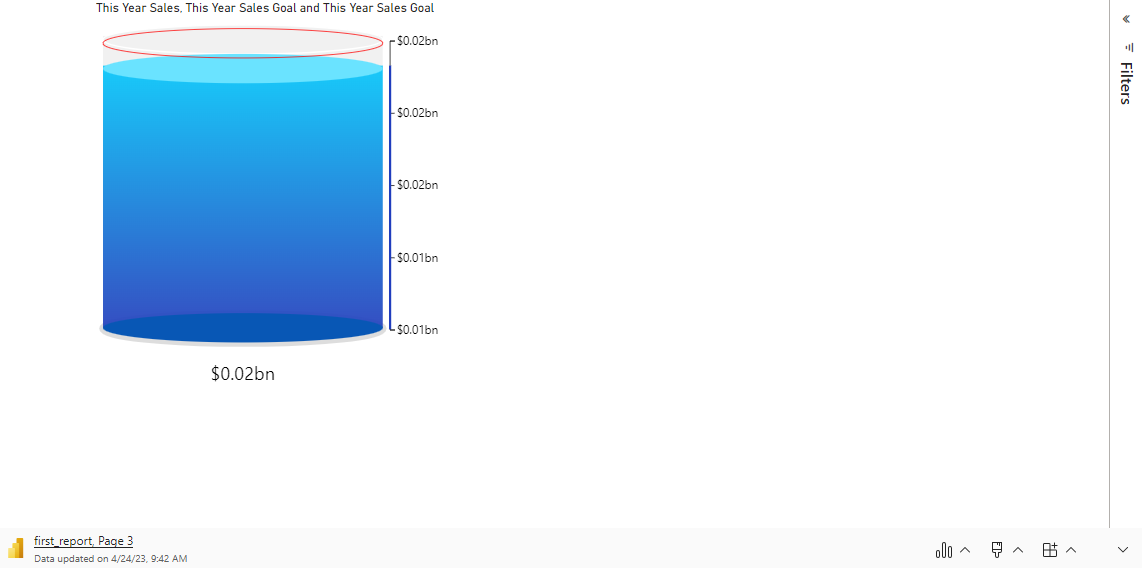 This Year Sales, This Year Sales Goal and This Year Sales Goal
$0.02bn
$0.02bn
$0.02bn
$0.01bn
$0.01bn
$0.02bn
Filters
first_report, Page 3
Data updated on 4/24/23, 9:42 AM